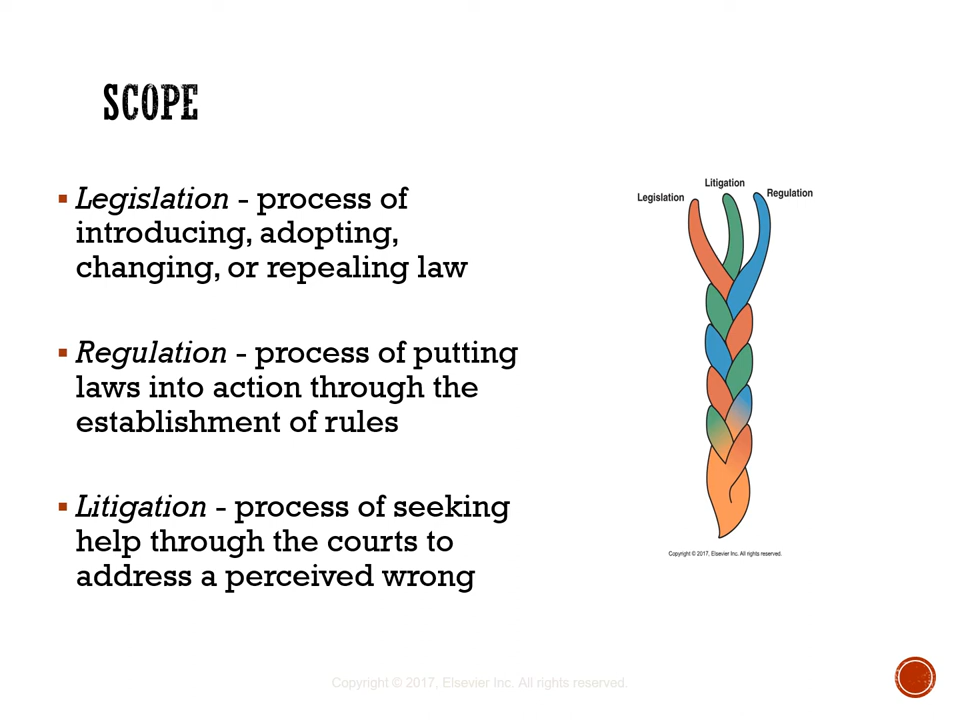 SCOPE
▪ Legislation - process of
introducing, adopting,
changing, or repealing law
▪ Regulation - process of putting
laws into action through the
establishment of rules
▪ Litigation - process of seeking
help through the courts to
address a perceived wrong
Legislation
Litigation
Regulation
Copyright © 2017, Elsevier Inc. All rights reserved.
Copyright © 2017, Elsevier Inc. All rights reserved.